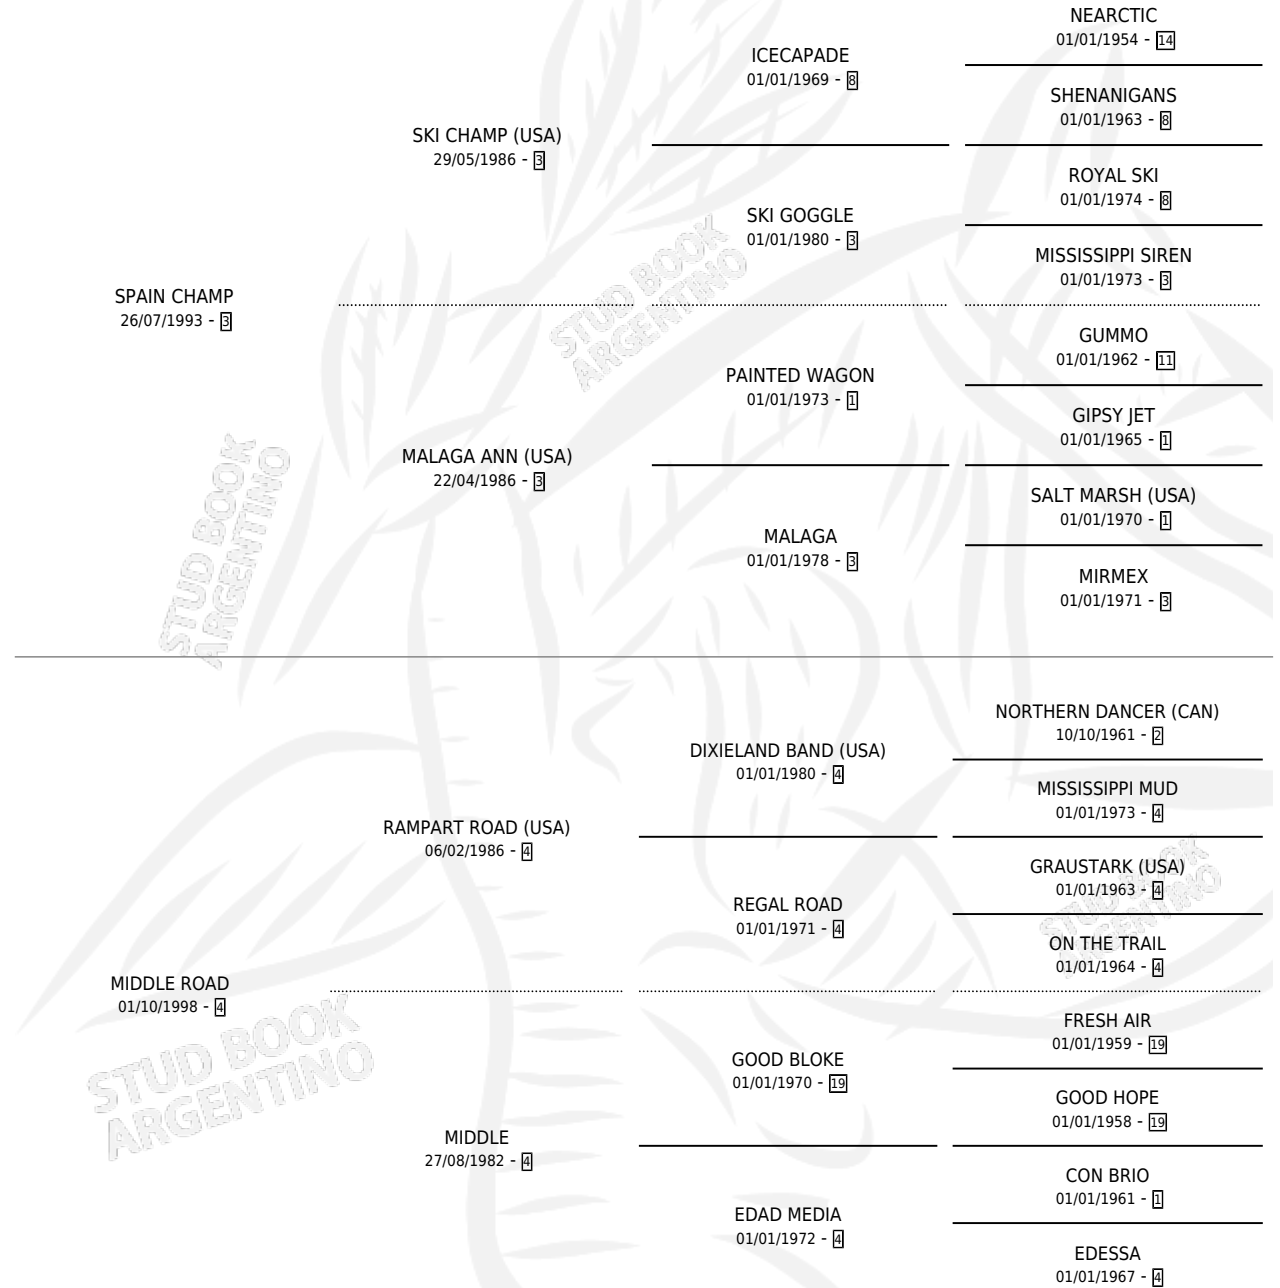 NEARCTIC
01/01/1954 - 14
ICECAPADE
01/01/1969 - 8
SHENANIGANS
01/01/1963 - 8
SKI CHAMP (USA)
29/05/1986 - 3
ROYAL SKI
01/01/1974 - 8
SKI GOGGLE
01/01/1980 - 3
MISSISSIPPI SIREN
01/01/1973 - 3
SPAIN CHAMP
26/07/1993 - 3
GUMMO
01/01/1962 - 11
PAINTED WAGON
01/01/1973 - 1
GIPSY JET
01/01/1965 - 1
MALAGA ANN (USA)
22/04/1986 - 3
SALT MARSH (USA)
01/01/1970 - 1
MALAGA
01/01/1978 - 3
MIRMEX
01/01/1971 - 3
STUD BOOK
ARGENTINO
STUD BOOK
ARGENTINO
NORTHERN DANCER (CAN)
10/10/1961 - 2
DIXIELAND BAND (USA)
01/01/1980 - 4
MISSISSIPPI MUD
01/01/1973 - 4
RAMPART ROAD (USA)
06/02/1986 - 4
GRAUSTARK (USA)
01/01/1963 - 4
REGAL ROAD
01/01/1971 - 4
ON THE TRAIL
01/01/1964 - 4
MIDDLE ROAD
01/10/1998 - 4
FRESH AIR
01/01/1959 - 19
GOOD BLOKE
01/01/1970 - 19
GOOD HOPE
01/01/1958 - 19
MIDDLE
27/08/1982 - 4
CON BRIO
01/01/1961 - 1
EDAD MEDIA
01/01/1972 - 4
EDESSA
01/01/1967 - 4
STUD BOOK
ARGENTINO
STUD BOOK
ARGENTINO